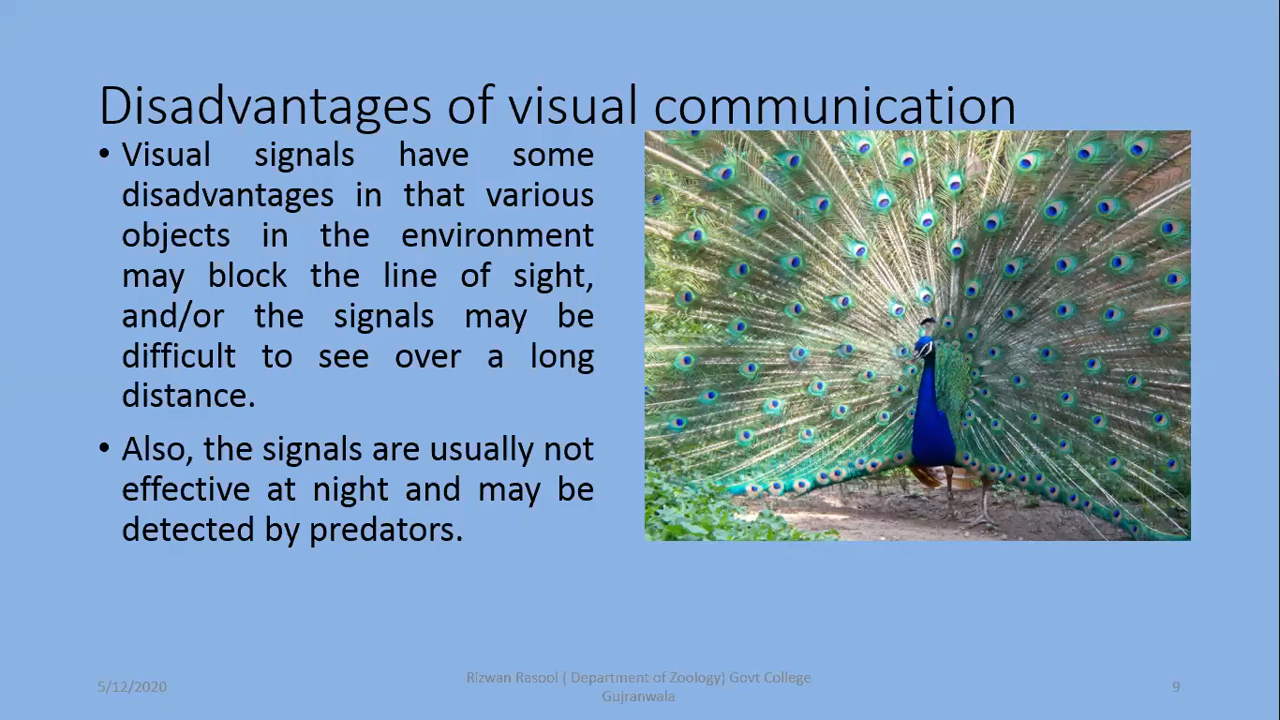 Disadvantages of visual communication
• Visual signals have some
disadvantages in that various
objects in the environment
may block the line of sight,
and/or the signals may be
difficult to see over a long
distance.
• Also, the signals are usually not
effective at night and may be
detected by predators.
5/12/2020
Rizwan Rasool ( Department of Zoology) Govt College
Gujranwala
9